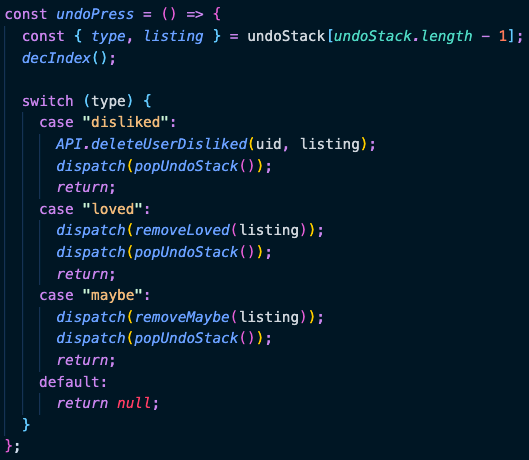 const undoPress = () => {
  const { type, listing } = undoStack[undoStack.length - 1];
  decIndex();

  switch (type) {
    case "disliked":
      API.deleteUserDisliked(uid, listing);
      dispatch(popUndoStack());
      return;
    case "loved":
      dispatch(removeLoved(listing));
      dispatch(popUndoStack());
      return;
    case "maybe":
      dispatch(removeMaybe(listing));
      dispatch(popUndoStack());
      return;
    default:
      return null;
  }
};